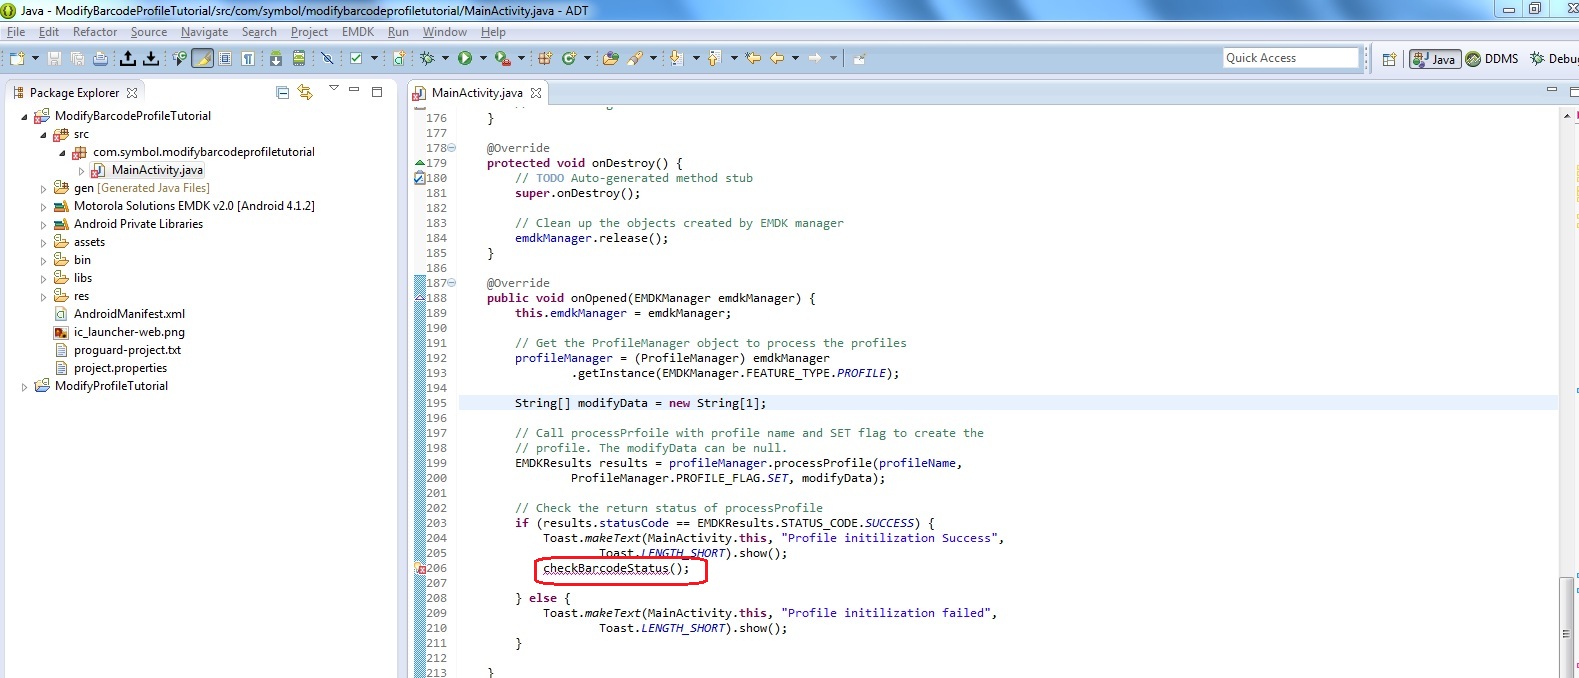 Java - ModifyBarcodeProfileTutorial/src/com/symbol/modifybarcodeprofiletutorial/MainActivity.java - ADT
File Edit Refactor Source Navigate Search Project EMDK Run Window Help
Quick Access
Java
DDMS
Debug
Package Explorer
ModifyBarcodeProfileTutorial
src
com.symbol.modifybarcodeprofiletutorial
MainActivity.java
gen [Generated Java Files]
Motorola Solutions EMDK v2.0 [Android 4.1.2]
Android Private Libraries
assets
bin
libs
res
AndroidManifest.xml
ic_launcher-web.png
proguard-project.txt
project.properties
ModifyProfileTutorial
MainActivity.java
176 }
177
178 @Override
179 protected void onDestroy() {
180 // TODO Auto-generated method stub
181 super.onDestroy();
182
183 // Clean up the objects created by EMDK manager
184 emdkManager.release();
185 }
186
187 @Override
188 public void onOpened(EMDKManager emdkManager) {
189 this.emdkManager = emdkManager;
190
191 // Get the ProfileManager object to process the profiles
192 profileManager = (ProfileManager) emdkManager
193 .getInstance(EMDKManager.FEATURE_TYPE.PROFILE);
194
195 String[] modifyData = new String[1];
196
197 // Call processPrfoile with profile name and SET flag to create the
198 // profile. The modifyData can be null.
199 EMDKResults results = profileManager.processProfile(profileName,
200 ProfileManager.PROFILE_FLAG.SET, modifyData);
201
202 // Check the return status of processProfile
203 if (results.statusCode == EMDKResults.STATUS_CODE.SUCCESS) {
204 Toast.makeText(MainActivity.this, "Profile initilization Success",
205 Toast.LENGTH_SHORT).show();
206 checkBarcodeStatus();
207
208 } else {
209 Toast.makeText(MainActivity.this, "Profile initilization failed",
210 Toast.LENGTH_SHORT).show();
211 }
212
213 }